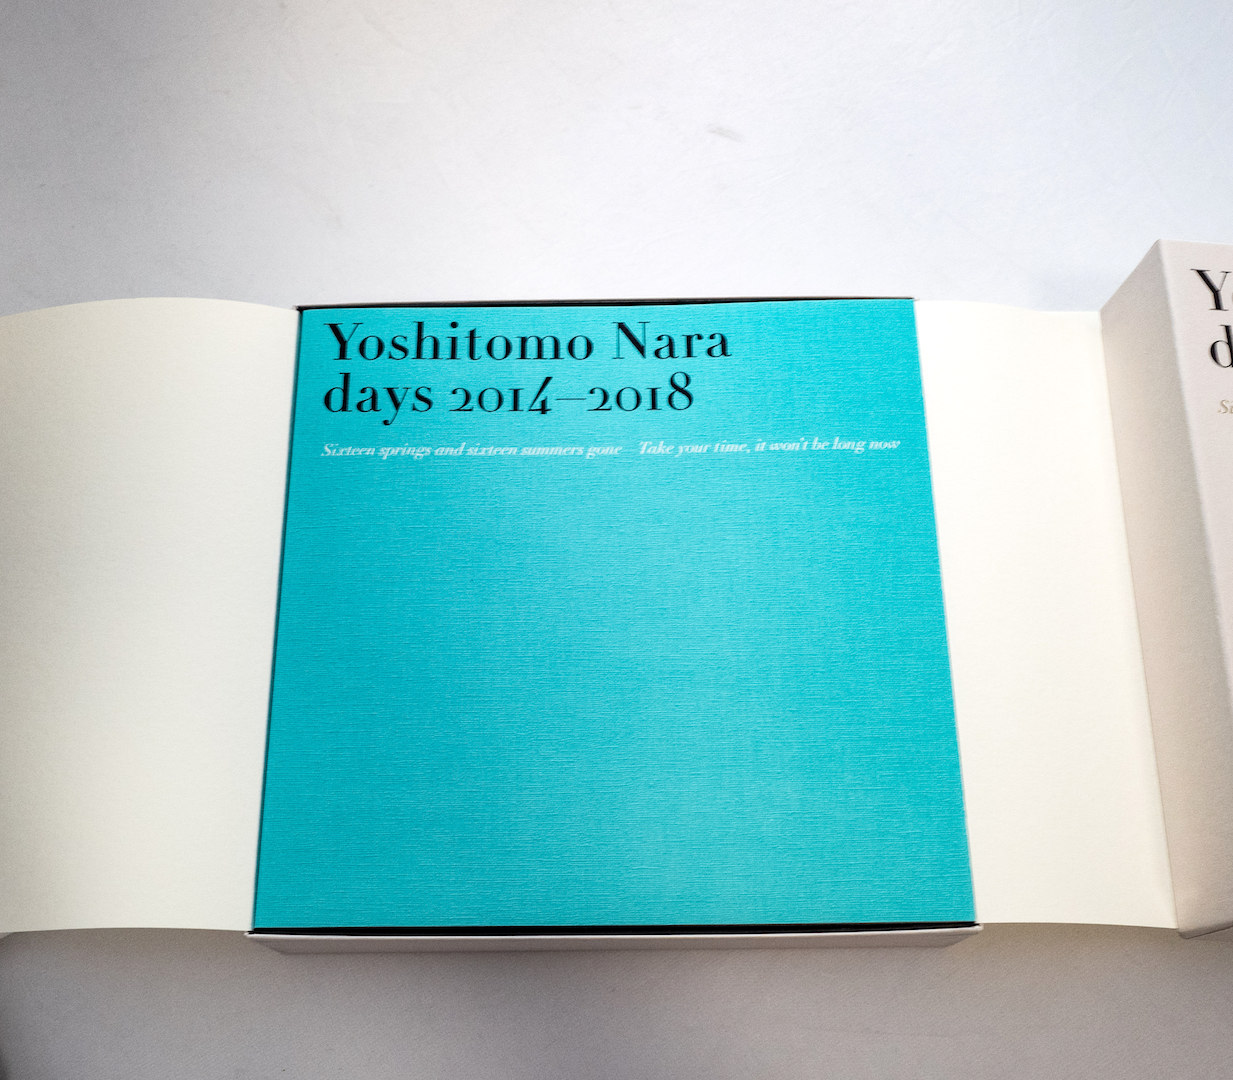 Yoshitomo Nara
days 2014–2018
Sixteen springs and sixteen summers gone   Take your time, it won't be long now
Y
d